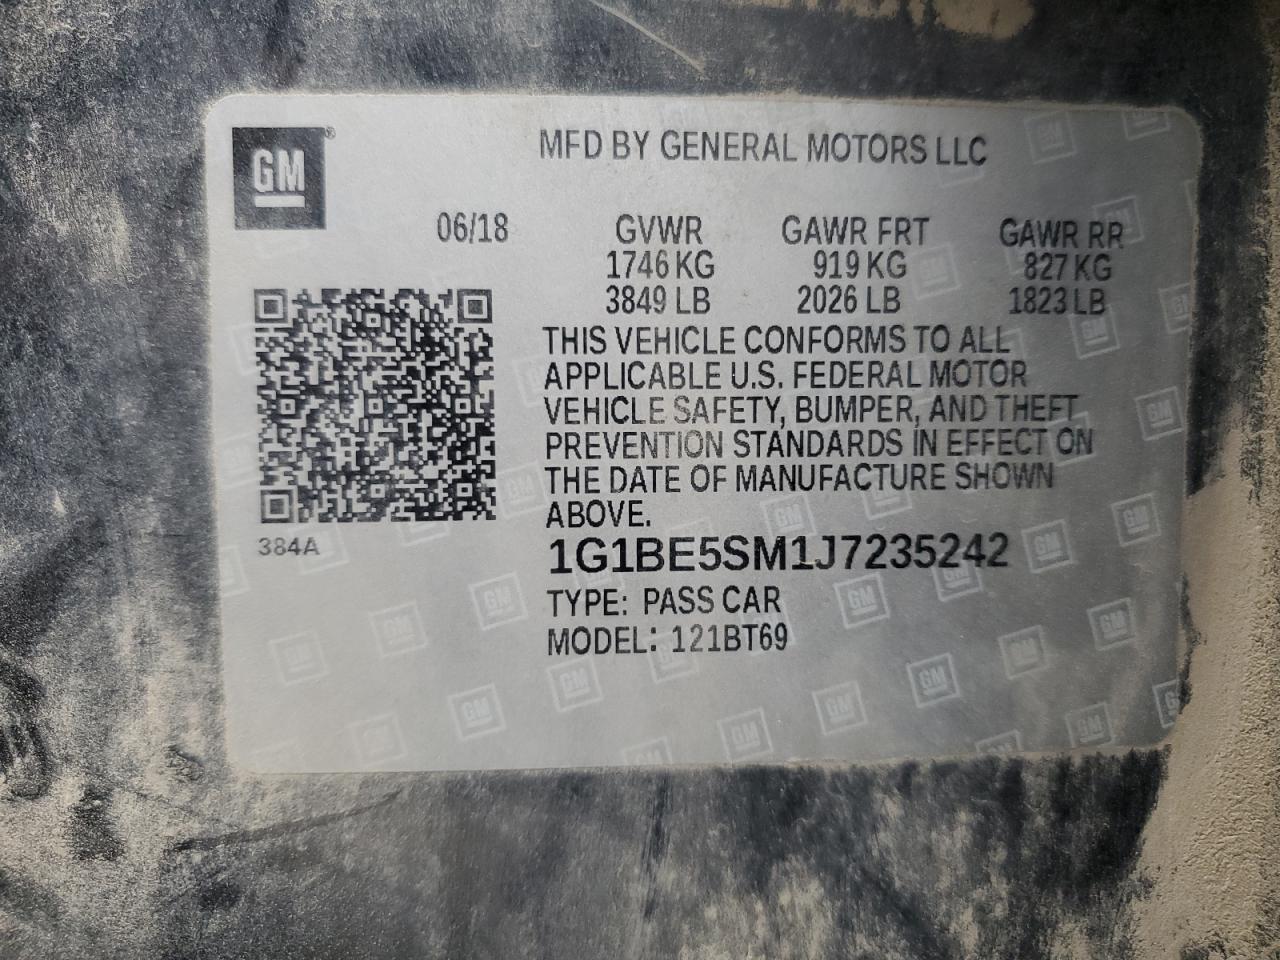 GM®
MFD BY GENERAL MOTORS LLC
06/18 GVWR GAWR FRT GAWR RR
1746 KG 919 KG 827 KG
3849 LB 2026 LB 1823 LB
THIS VEHICLE CONFORMS TO ALL
APPLICABLE U.S. FEDERAL MOTOR
VEHICLE SAFETY, BUMPER, AND THEFT
PREVENTION STANDARDS IN EFFECT ON
THE DATE OF MANUFACTURE SHOWN
ABOVE.
384A
1G1BE5SM1J7235242
TYPE: PASS CAR
MODEL: 121BT69